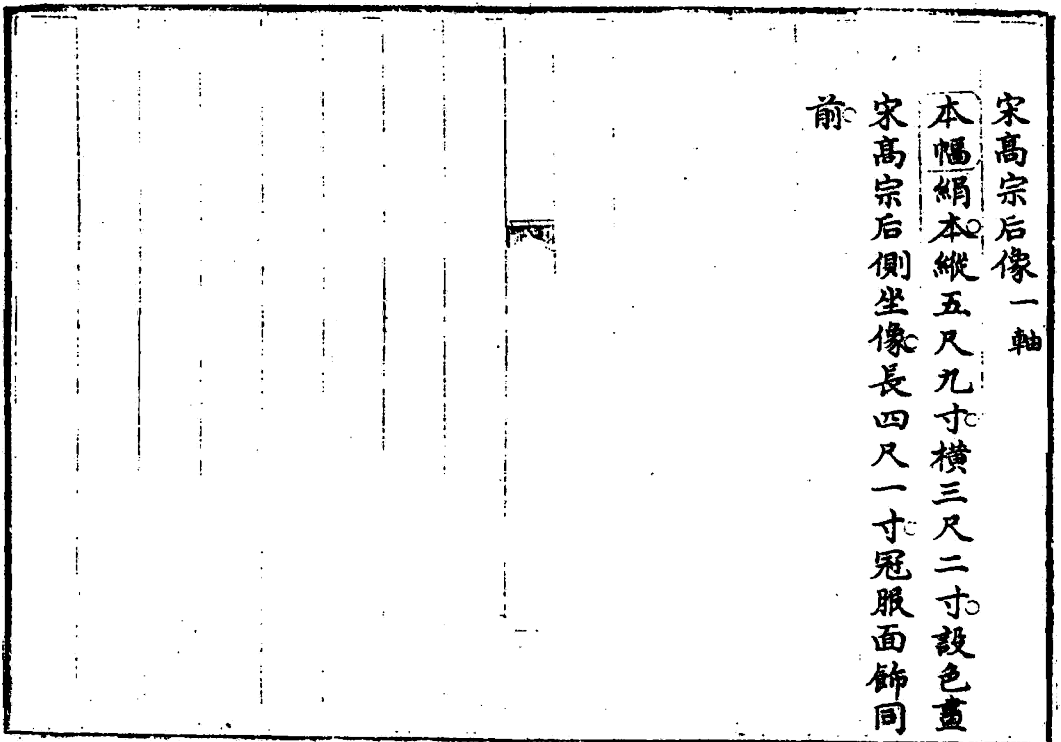 宋高宗后像一軸
本幅絹本縱五尺九寸橫三尺二寸設色畫
宋高宗后側坐像長四尺一寸冠服面飾同
前